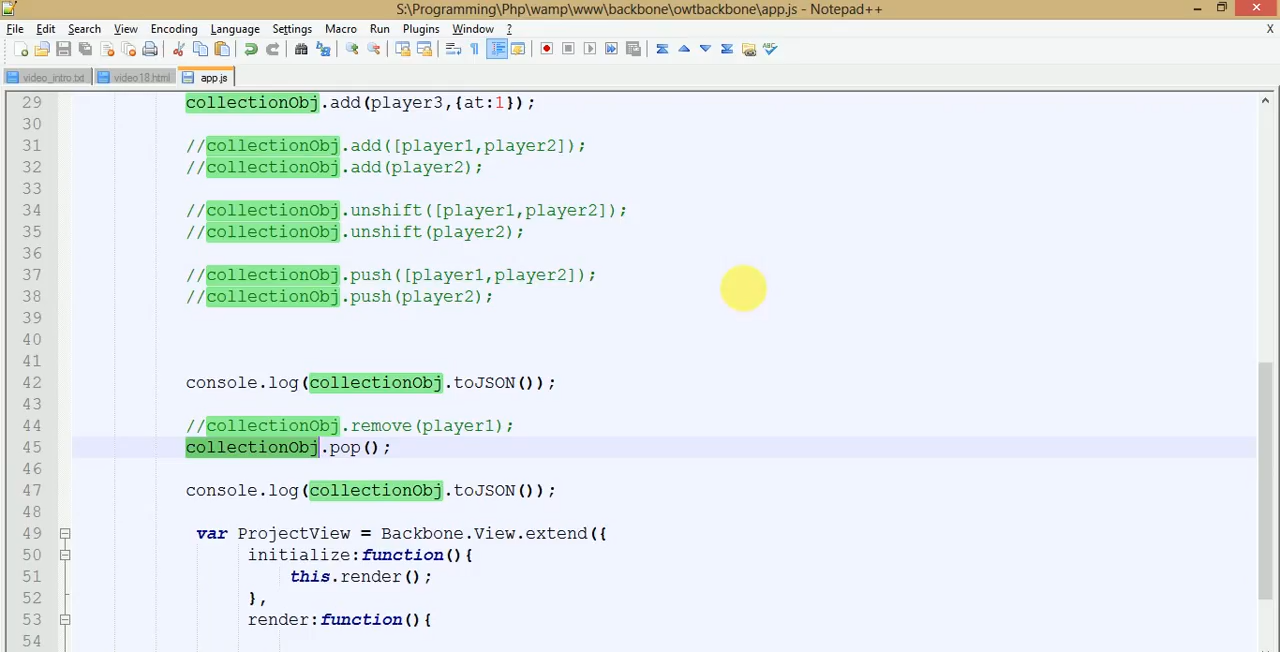 S:\Programming\Php\wamp\www\backbone\owtbackbone\app.js - Notepad++
File Edit Search View Encoding Language Settings Macro Run Plugins Window ? X
video_intro.txt video18.html app.js
29 collectionObj.add(player3,{at:1});
30
31 //collectionObj.add([player1,player2]);
32 //collectionObj.add(player2);
33
34 //collectionObj.unshift([player1,player2]);
35 //collectionObj.unshift(player2);
36
37 //collectionObj.push([player1,player2]);
38 //collectionObj.push(player2);
39
40
41
42 console.log(collectionObj.toJSON());
43
44 //collectionObj.remove(player1);
45 collectionObj.pop();
46
47 console.log(collectionObj.toJSON());
48
49 var ProjectView = Backbone.View.extend({
50 initialize:function(){
51 this.render();
52 },
53 render:function(){
54